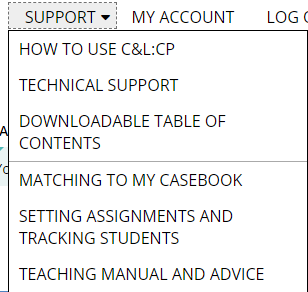 SUPPORT MY ACCOUNT LOG
HOW TO USE C&L:CP
TECHNICAL SUPPORT
DOWNLOADABLE TABLE OF
CONTENTS
MATCHING TO MY CASEBOOK
SETTING ASSIGNMENTS AND
TRACKING STUDENTS
TEACHING MANUAL AND ADVICE